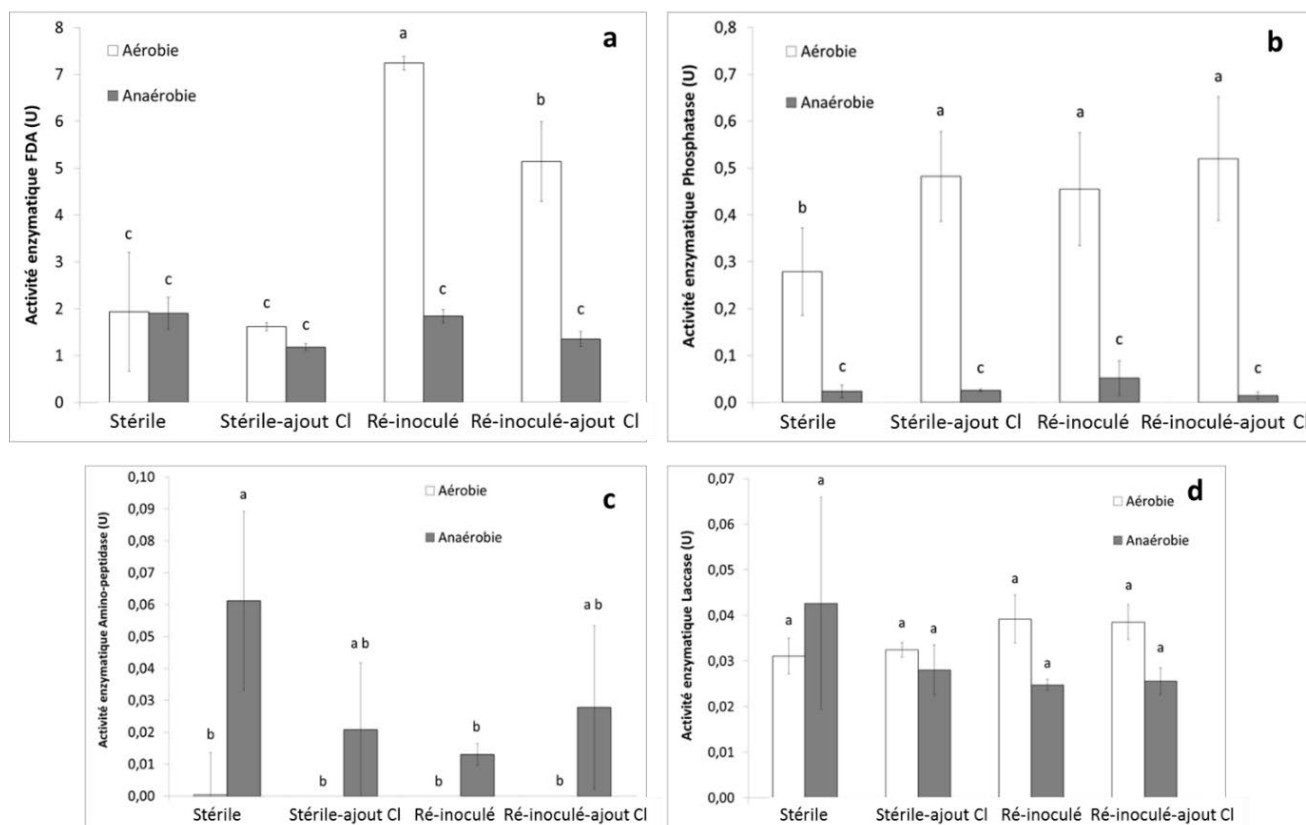 a
Activité enzymatique FDA (U)
8
7
6
5
4
3
2
1
0
Aérobie
Anaérobie
c
c
c
c
a
c
b
c
Stérile
Stérile-ajout Cl
Ré-inoculé
Ré-inoculé-ajout Cl
b
Activité enzymatique Phosphatase (U)
0,8
0,7
0,6
0,5
0,4
0,3
0,2
0,1
0,0
Aérobie
Anaérobie
b
c
a
c
a
c
a
c
Stérile
Stérile-ajout Cl
Ré-inoculé
Ré-inoculé-ajout Cl
c
Activité enzymatique Amino-peptidase (U)
0,10
0,09
0,08
0,07
0,06
0,05
0,04
0,03
0,02
0,01
0,00
Aérobie
Anaérobie
b
a
b
a b
b
b
b
a b
Stérile
Stérile-ajout Cl
Ré-inoculé
Ré-inoculé-ajout Cl
d
Activité enzymatique Laccase (U)
0,07
0,06
0,05
0,04
0,03
0,02
0,01
0,00
Aérobie
Anaérobie
a
a
a
a
a
a
a
a
Stérile
Stérile-ajout Cl
Ré-inoculé
Ré-inoculé-ajout Cl